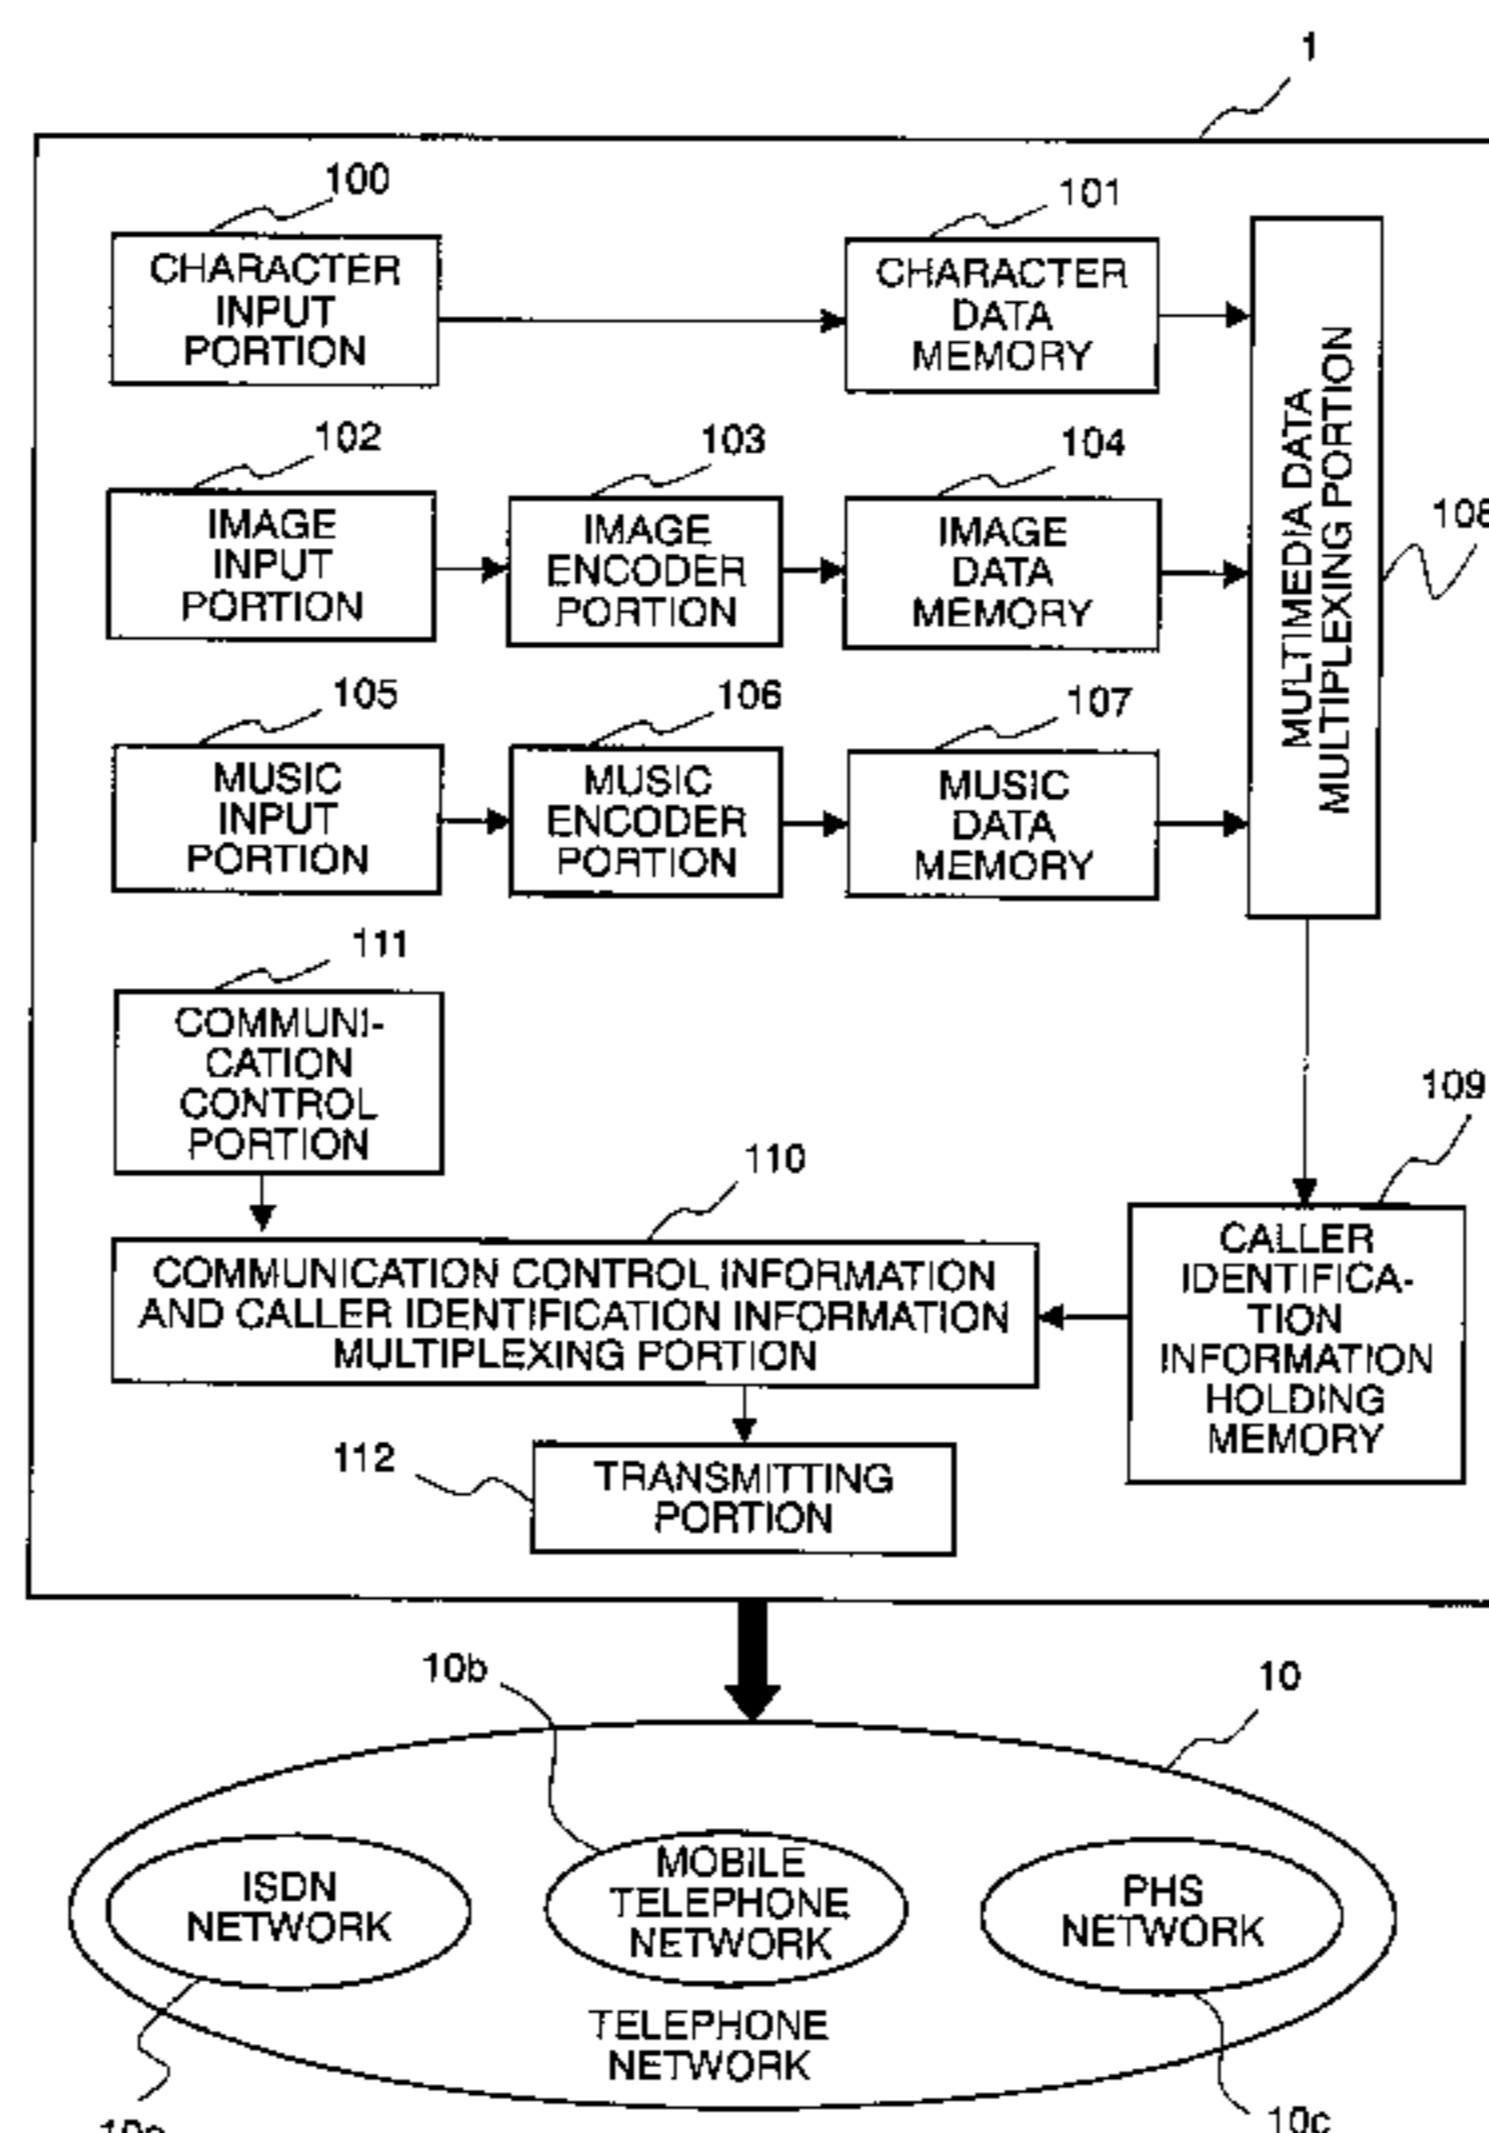 1
100
101
CHARACTER
INPUT
PORTION
CHARACTER
DATA
MEMORY
MULTIMEDIA DATA
MULTIPLEXING PORTION
102
103
104
108
IMAGE
INPUT
PORTION
IMAGE
ENCODER
PORTION
IMAGE
DATA
MEMORY
105
106
107
MUSIC
INPUT
PORTION
MUSIC
ENCODER
PORTION
MUSIC
DATA
MEMORY
111
COMMUNI-
CATION
CONTROL
PORTION
109
110
COMMUNICATION CONTROL INFORMATION
AND CALLER IDENTIFICATION INFORMATION
MULTIPLEXING PORTION
CALLER
IDENTIFICA-
TION
INFORMATION
HOLDING
MEMORY
112
TRANSMITTING
PORTION
10b
10
ISDN
NETWORK
MOBILE
TELEPHONE
NETWORK
PHS
NETWORK
TELEPHONE
NETWORK
10c